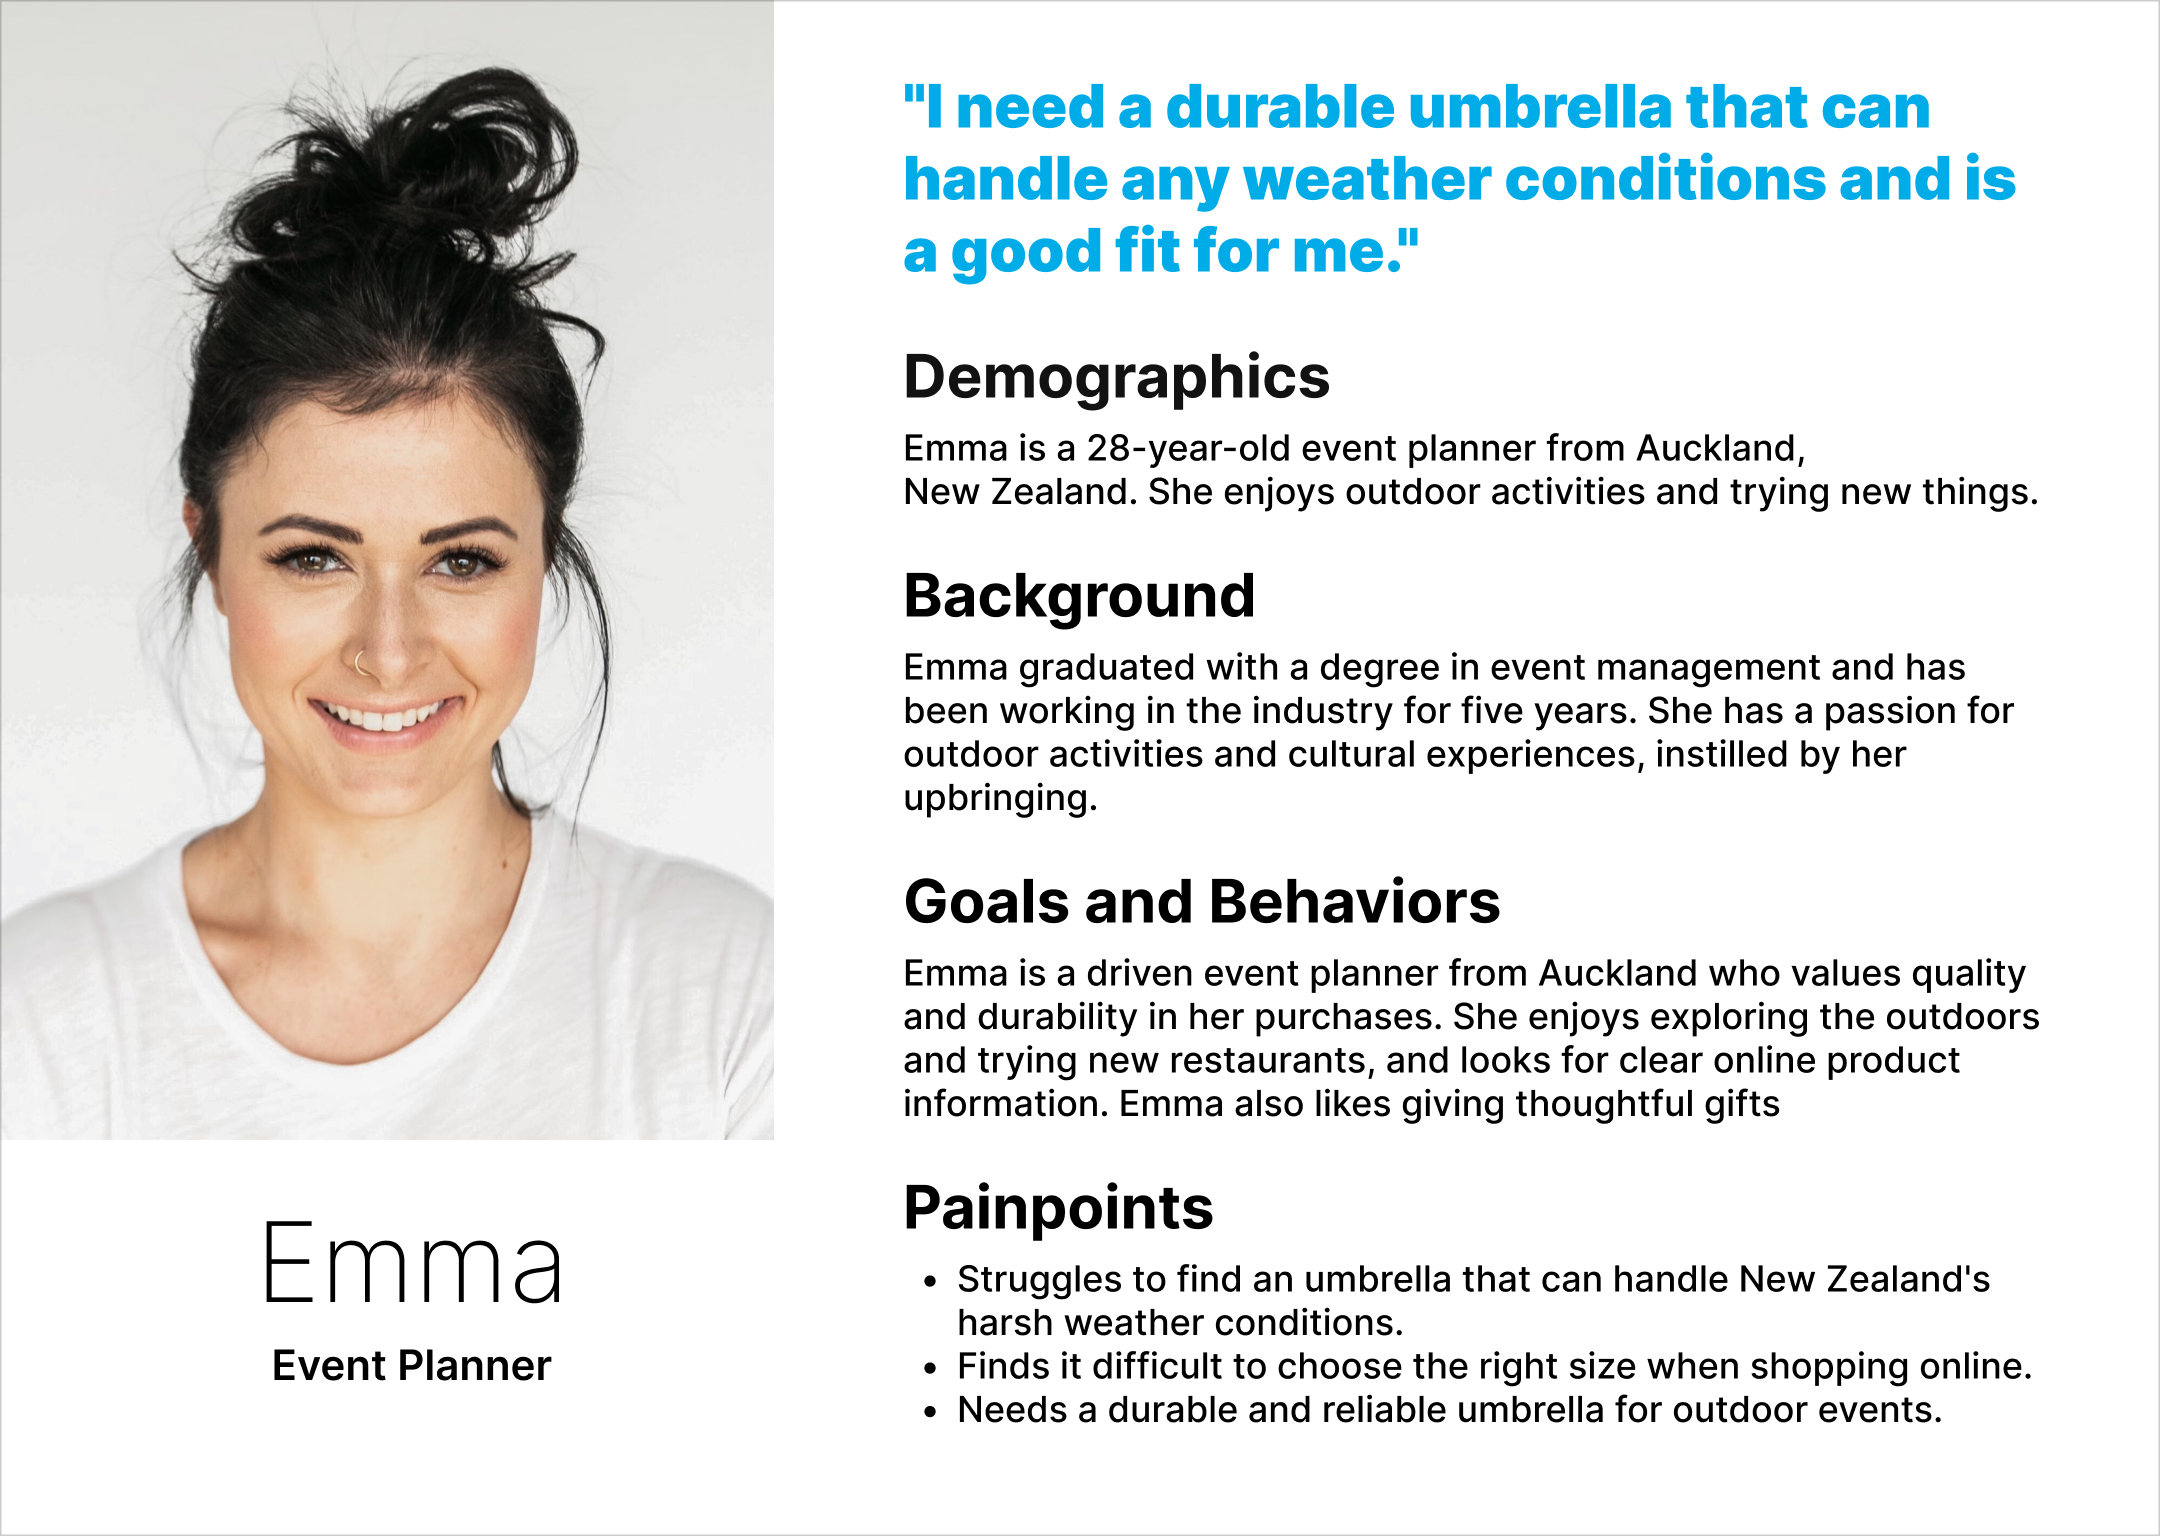 "I need a durable umbrella that can
handle any weather conditions and is
a good fit for me."
Demographics
Emma is a 28-year-old event planner from Auckland,
New Zealand. She enjoys outdoor activities and trying new things.
Background
Emma graduated with a degree in event management and has
been working in the industry for five years. She has a passion for
outdoor activities and cultural experiences, instilled by her
upbringing.
Goals and Behaviors
Emma is a driven event planner from Auckland who values quality
and durability in her purchases. She enjoys exploring the outdoors
and trying new restaurants, and looks for clear online product
information. Emma also likes giving thoughtful gifts
Painpoints
• Struggles to find an umbrella that can handle New Zealand's
harsh weather conditions.
• Finds it difficult to choose the right size when shopping online.
• Needs a durable and reliable umbrella for outdoor events.
Emma
Event Planner